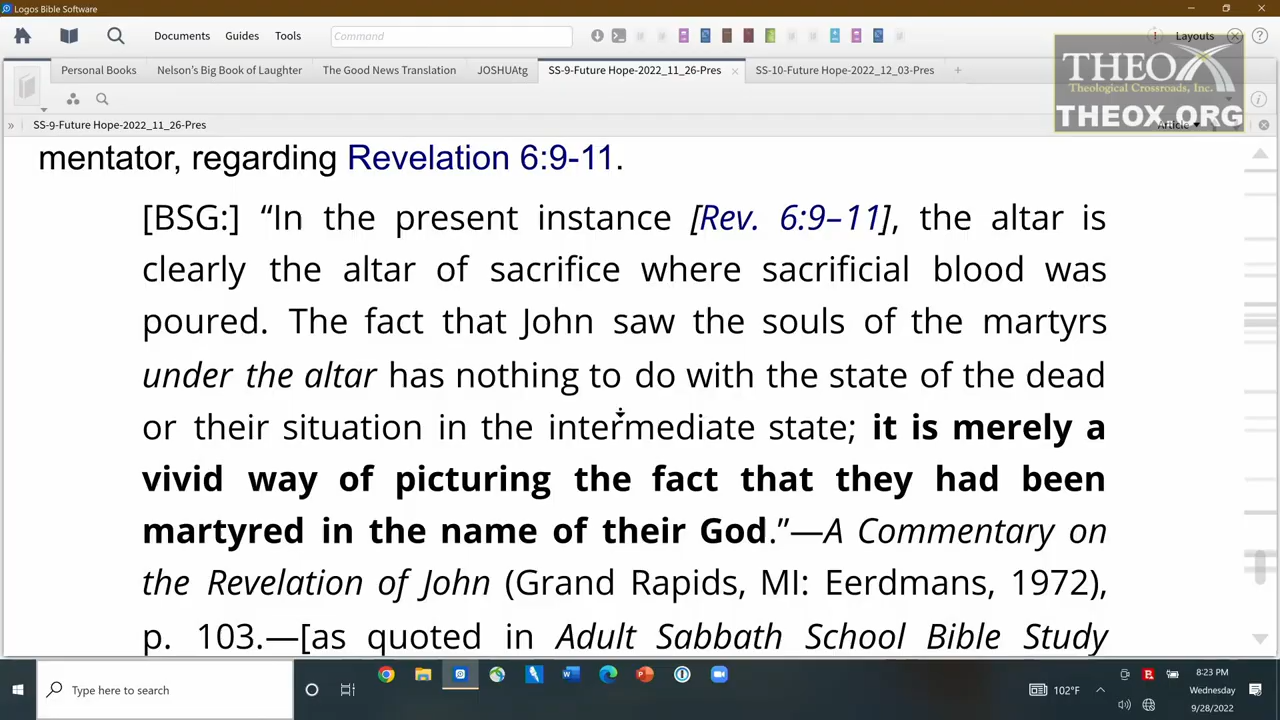 Logos Bible Software
Documents Guides Tools Command Layouts
Personal Books Nelson's Big Book of Laughter The Good News Translation JOSHUAtg SS-9-Future Hope-2022_11_26-Pres SS-10-Future Hope-2022_12_03-Pres
THEOX
Theological Crossroads, Inc.
THEOX.ORG
SS-9-Future Hope-2022_11_26-Pres Article
mentator, regarding Revelation 6:9-11.
[BSG:] “In the present instance [Rev. 6:9–11], the altar is
clearly the altar of sacrifice where sacrificial blood was
poured. The fact that John saw the souls of the martyrs
under the altar has nothing to do with the state of the dead
or their situation in the intermediate state; it is merely a
vivid way of picturing the fact that they had been
martyred in the name of their God.”—A Commentary on
the Revelation of John (Grand Rapids, MI: Eerdmans, 1972),
p. 103.—[as quoted in Adult Sabbath School Bible Study
Type here to search
102°F
8:23 PM
Wednesday
9/28/2022